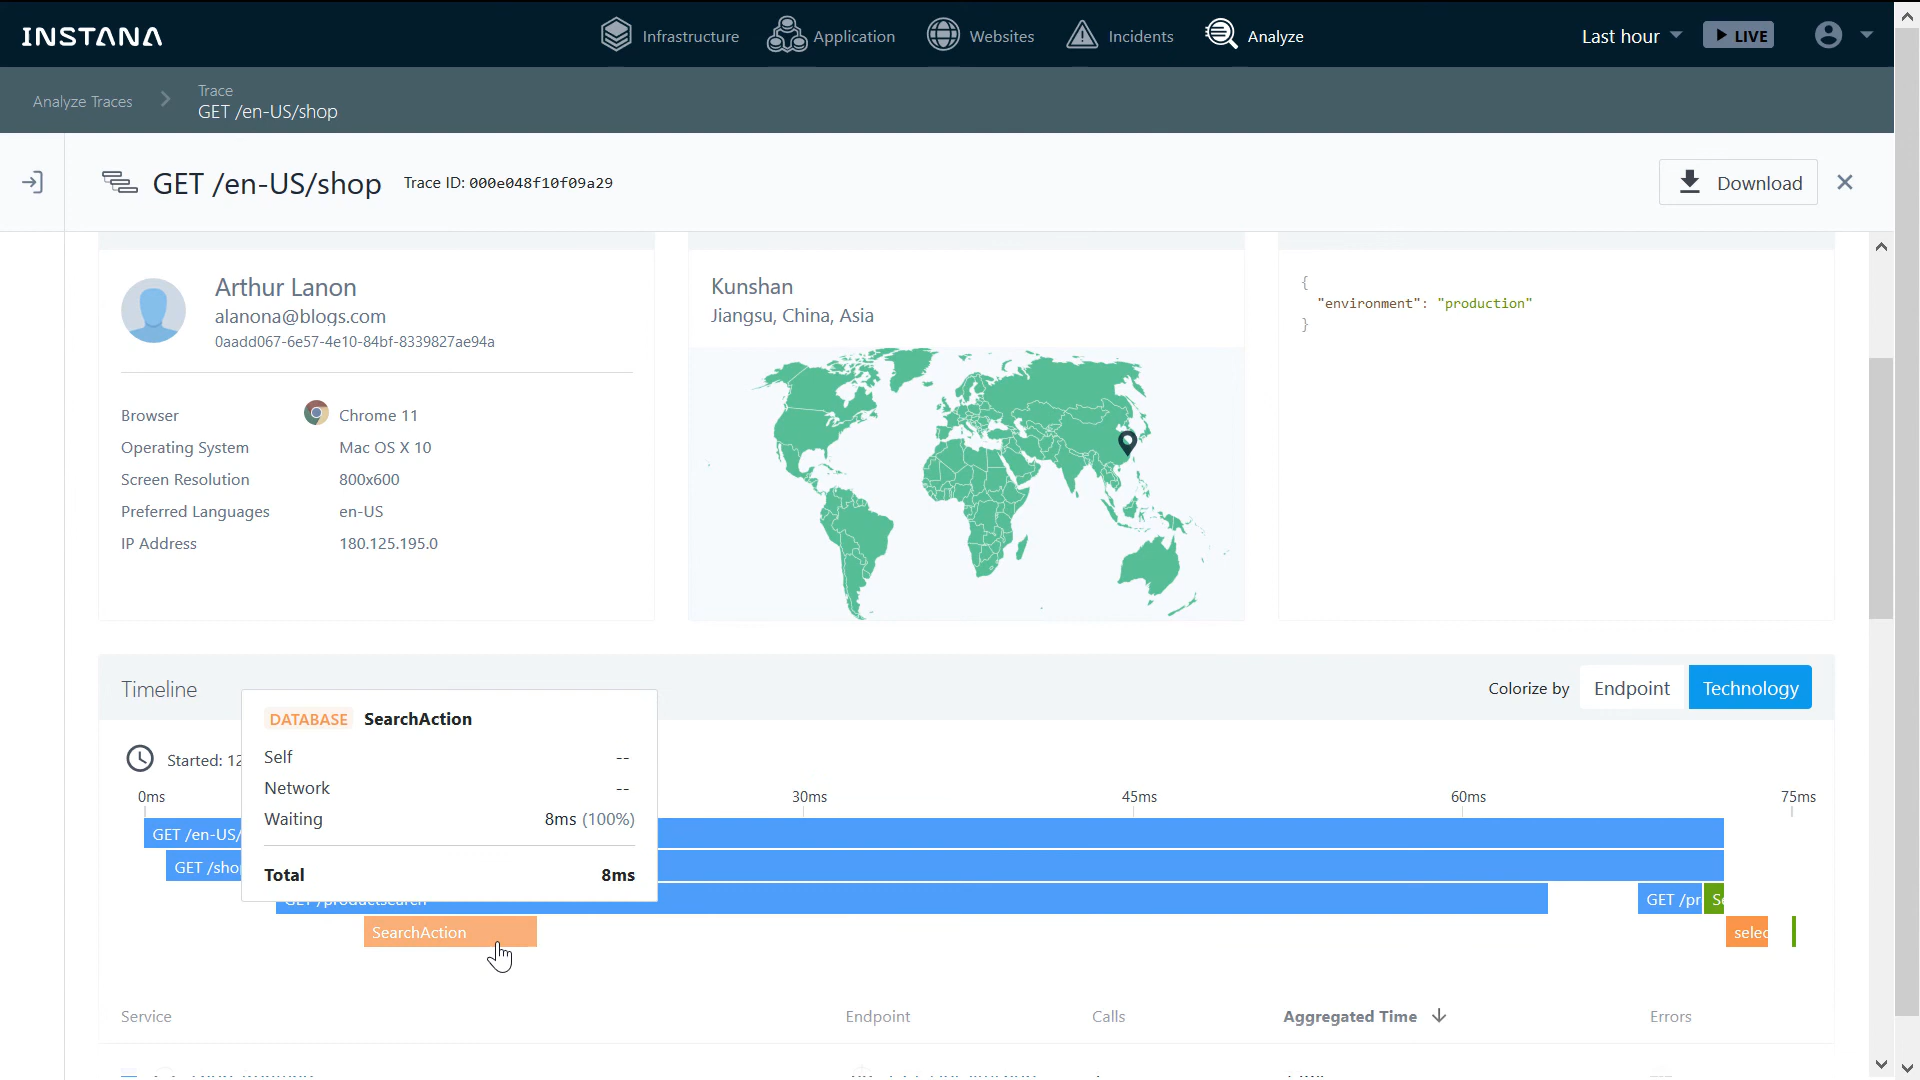 INSTANA
Infrastructure
Application
Websites
Incidents
Analyze
Last hour
LIVE
Analyze Traces
Trace
GET /en-US/shop
GET /en-US/shop
Trace ID: 000e048f10f09a29
Download
Arthur Lanon
alanona@blogs.com
0aadd067-6e57-4e10-84bf-8339827ae94a
Browser
Chrome 11
Operating System
Mac OS X 10
Screen Resolution
800x600
Preferred Languages
en-US
IP Address
180.125.195.0
Kunshan
Jiangsu, China, Asia
{
"environment": "production"
}
Timeline
Colorize by
Endpoint
Technology
DATABASE SearchAction
Self --
Network --
Waiting 8ms (100%)
Total 8ms
Started: 12
0ms
30ms
45ms
60ms
75ms
GET /en-US/
GET /sho
GET /productsearch
GET /pr
Se
SearchAction
selec
Service
Endpoint
Calls
Aggregated Time
Errors